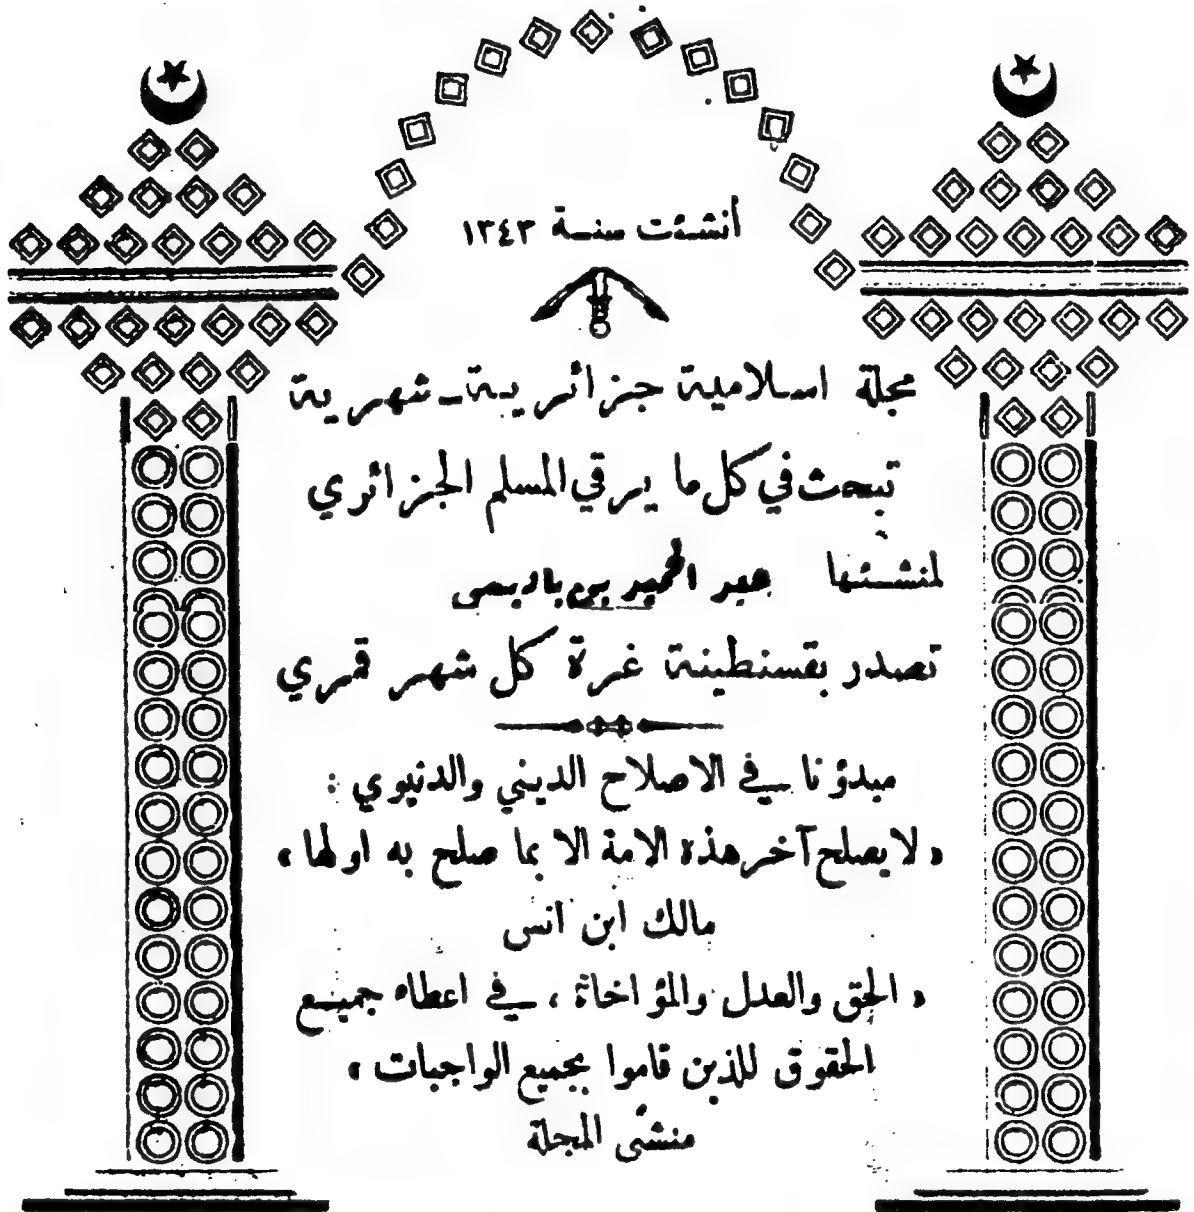 أنشئت سنة ١٣٤٣
مجلة اسلامية جزائرية ـ شهرية
تبحث في كل ما يرقي المسلم الجزائري
لمنشئها عبد الحميد بن باديس
تصدر بقسنطينة غرة كل شهر قمري
مبدؤنا في الاصلاح الديني والدنيوي :
« لا يصلح آخر هذه الامة الا بما صلح به اولها »
مالك ابن انس
« الحق والعدل والمؤاخاة ، في اعطاء جميع
الحقوق للذين قاموا بجميع الواجبات »
منشئ المجلة